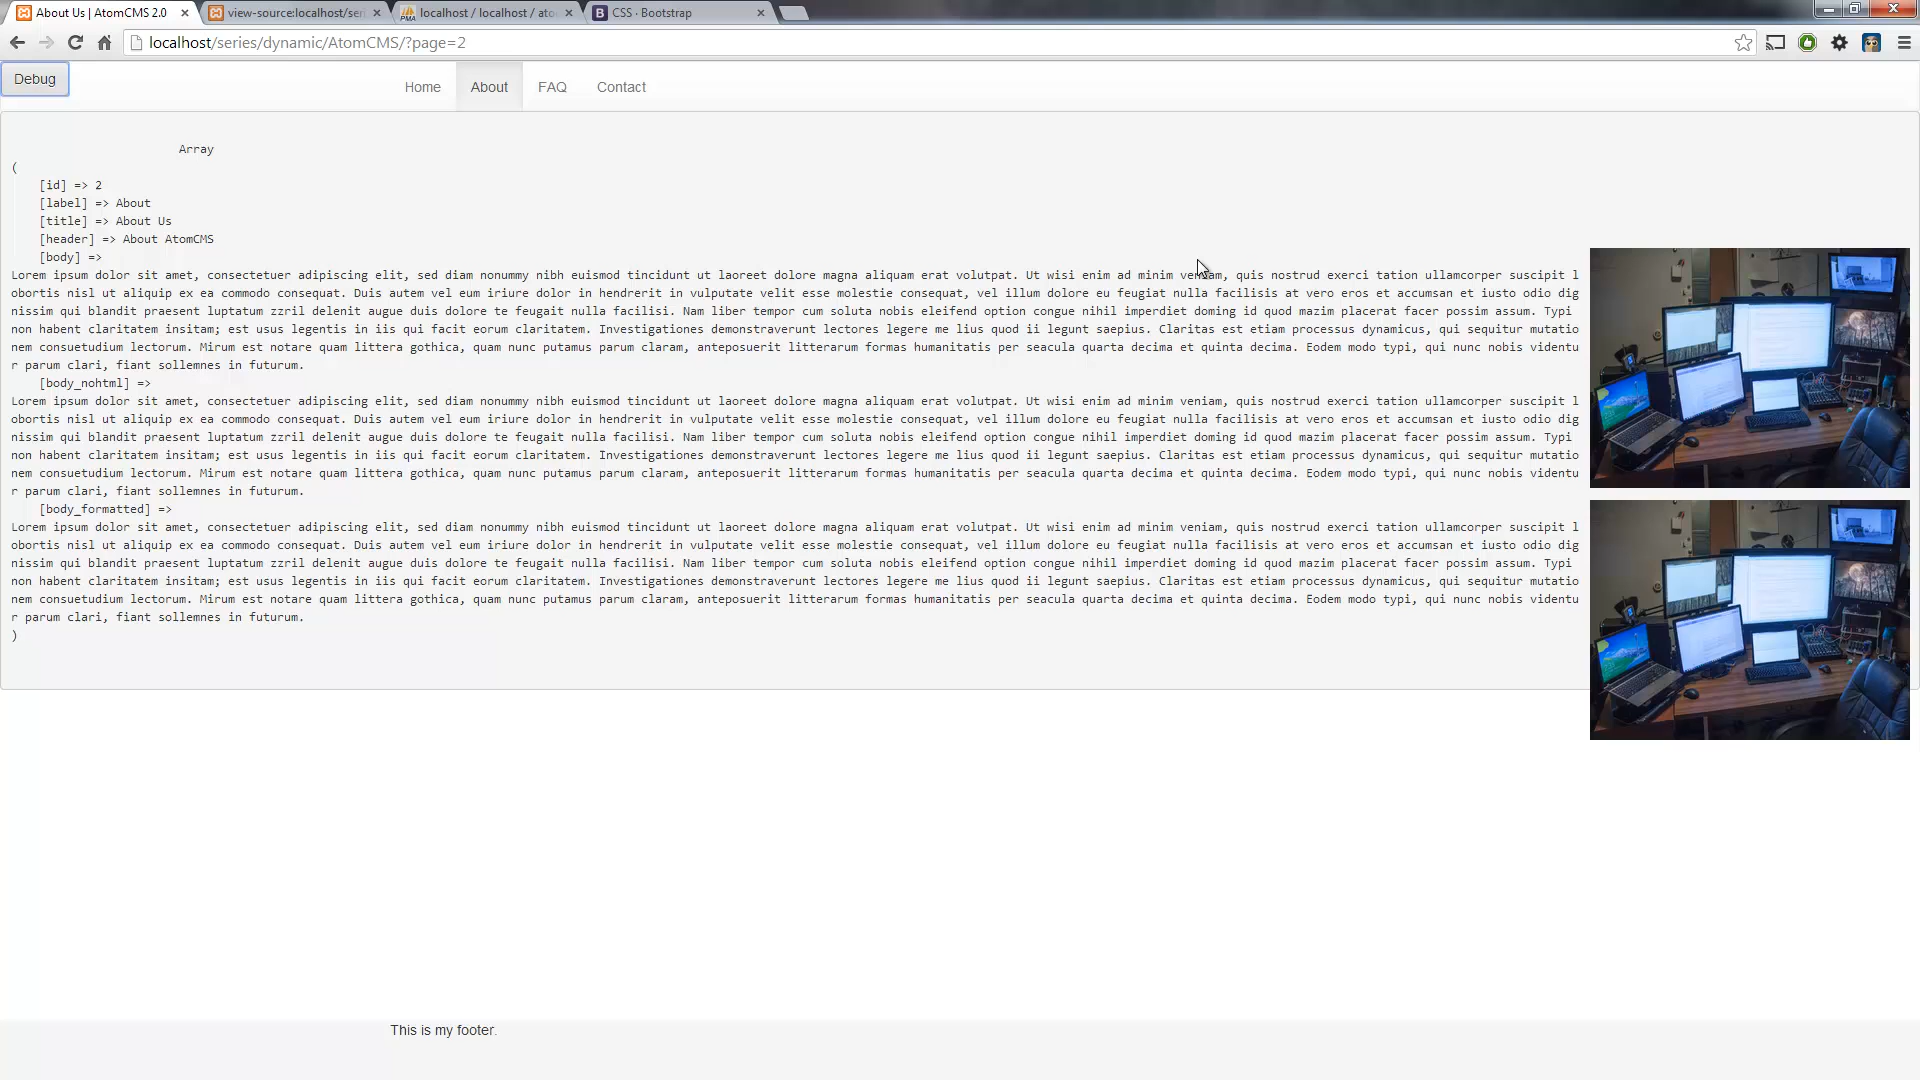 About Us | AtomCMS 2.0
view-source:localhost/seri
localhost / localhost / ato
CSS · Bootstrap
localhost/series/dynamic/AtomCMS/?page=2
Debug
Home
About
FAQ
Contact
Array
(
[id] => 2
[label] => About
[title] => About Us
[header] => About AtomCMS
[body] =>
Lorem ipsum dolor sit amet, consectetuer adipiscing elit, sed diam nonummy nibh euismod tincidunt ut laoreet dolore magna aliquam erat volutpat. Ut wisi enim ad minim veniam, quis nostrud exerci tation ullamcorper suscipit l
obortis nisl ut aliquip ex ea commodo consequat. Duis autem vel eum iriure dolor in hendrerit in vulputate velit esse molestie consequat, vel illum dolore eu feugiat nulla facilisis at vero eros et accumsan et iusto odio dig
nissim qui blandit praesent luptatum zzril delenit augue duis dolore te feugait nulla facilisi. Nam liber tempor cum soluta nobis eleifend option congue nihil imperdiet doming id quod mazim placerat facer possim assum. Typi
non habent claritatem insitam; est usus legentis in iis qui facit eorum claritatem. Investigationes demonstraverunt lectores legere me lius quod ii legunt saepius. Claritas est etiam processus dynamicus, qui sequitur mutatio
nem consuetudium lectorum. Mirum est notare quam littera gothica, quam nunc putamus parum claram, anteposuerit litterarum formas humanitatis per seacula quarta decima et quinta decima. Eodem modo typi, qui nunc nobis videntu
r parum clari, fiant sollemnes in futurum.
[body_nohtml] =>
Lorem ipsum dolor sit amet, consectetuer adipiscing elit, sed diam nonummy nibh euismod tincidunt ut laoreet dolore magna aliquam erat volutpat. Ut wisi enim ad minim veniam, quis nostrud exerci tation ullamcorper suscipit l
obortis nisl ut aliquip ex ea commodo consequat. Duis autem vel eum iriure dolor in hendrerit in vulputate velit esse molestie consequat, vel illum dolore eu feugiat nulla facilisis at vero eros et accumsan et iusto odio dig
nissim qui blandit praesent luptatum zzril delenit augue duis dolore te feugait nulla facilisi. Nam liber tempor cum soluta nobis eleifend option congue nihil imperdiet doming id quod mazim placerat facer possim assum. Typi
non habent claritatem insitam; est usus legentis in iis qui facit eorum claritatem. Investigationes demonstraverunt lectores legere me lius quod ii legunt saepius. Claritas est etiam processus dynamicus, qui sequitur mutatio
nem consuetudium lectorum. Mirum est notare quam littera gothica, quam nunc putamus parum claram, anteposuerit litterarum formas humanitatis per seacula quarta decima et quinta decima. Eodem modo typi, qui nunc nobis videntu
r parum clari, fiant sollemnes in futurum.
[body_formatted] =>
Lorem ipsum dolor sit amet, consectetuer adipiscing elit, sed diam nonummy nibh euismod tincidunt ut laoreet dolore magna aliquam erat volutpat. Ut wisi enim ad minim veniam, quis nostrud exerci tation ullamcorper suscipit l
obortis nisl ut aliquip ex ea commodo consequat. Duis autem vel eum iriure dolor in hendrerit in vulputate velit esse molestie consequat, vel illum dolore eu feugiat nulla facilisis at vero eros et accumsan et iusto odio dig
nissim qui blandit praesent luptatum zzril delenit augue duis dolore te feugait nulla facilisi. Nam liber tempor cum soluta nobis eleifend option congue nihil imperdiet doming id quod mazim placerat facer possim assum. Typi
non habent claritatem insitam; est usus legentis in iis qui facit eorum claritatem. Investigationes demonstraverunt lectores legere me lius quod ii legunt saepius. Claritas est etiam processus dynamicus, qui sequitur mutatio
nem consuetudium lectorum. Mirum est notare quam littera gothica, quam nunc putamus parum claram, anteposuerit litterarum formas humanitatis per seacula quarta decima et quinta decima. Eodem modo typi, qui nunc nobis videntu
r parum clari, fiant sollemnes in futurum.
)
This is my footer.